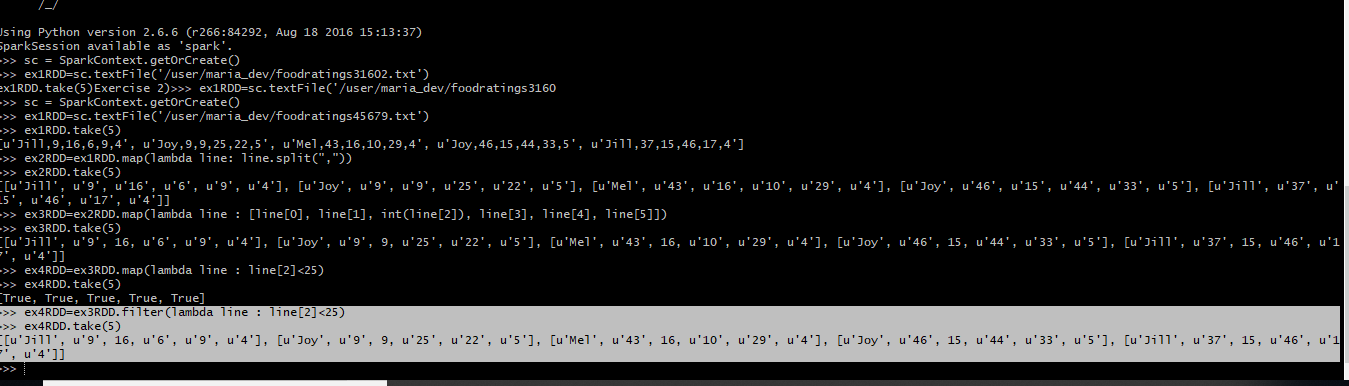 /_/
Using Python version 2.6.6 (r266:84292, Aug 18 2016 15:13:37)
SparkSession available as 'spark'.
>>> sc = SparkContext.getOrCreate()
>>> ex1RDD=sc.textFile('/user/maria_dev/foodratings31602.txt')
ex1RDD.take(5)Exercise 2)>>> ex1RDD=sc.textFile('/user/maria_dev/foodratings3160
>>> sc = SparkContext.getOrCreate()
>>> ex1RDD=sc.textFile('/user/maria_dev/foodratings45679.txt')
>>> ex1RDD.take(5)
[u'Jill,9,16,6,9,4', u'Joy,9,9,25,22,5', u'Mel,43,16,10,29,4', u'Joy,46,15,44,33,5', u'Jill,37,15,46,17,4']
>>> ex2RDD=ex1RDD.map(lambda line: line.split(","))
>>> ex2RDD.take(5)
[[u'Jill', u'9', u'16', u'6', u'9', u'4'], [u'Joy', u'9', u'9', u'25', u'22', u'5'], [u'Mel', u'43', u'16', u'10', u'29', u'4'], [u'Joy', u'46', u'15', u'44', u'33', u'5'], [u'Jill', u'37', u'
15', u'46', u'17', u'4']]
>>> ex3RDD=ex2RDD.map(lambda line : [line[0], line[1], int(line[2]), line[3], line[4], line[5]])
>>> ex3RDD.take(5)
[[u'Jill', u'9', 16, u'6', u'9', u'4'], [u'Joy', u'9', 9, u'25', u'22', u'5'], [u'Mel', u'43', 16, u'10', u'29', u'4'], [u'Joy', u'46', 15, u'44', u'33', u'5'], [u'Jill', u'37', 15, u'46', u'1
7', u'4']]
>>> ex4RDD=ex3RDD.map(lambda line : line[2]<25)
>>> ex4RDD.take(5)
[True, True, True, True, True]
>>> ex4RDD=ex3RDD.filter(lambda line : line[2]<25)
>>> ex4RDD.take(5)
[[u'Jill', u'9', 16, u'6', u'9', u'4'], [u'Joy', u'9', 9, u'25', u'22', u'5'], [u'Mel', u'43', 16, u'10', u'29', u'4'], [u'Joy', u'46', 15, u'44', u'33', u'5'], [u'Jill', u'37', 15, u'46', u'1
7', u'4']]
>>>